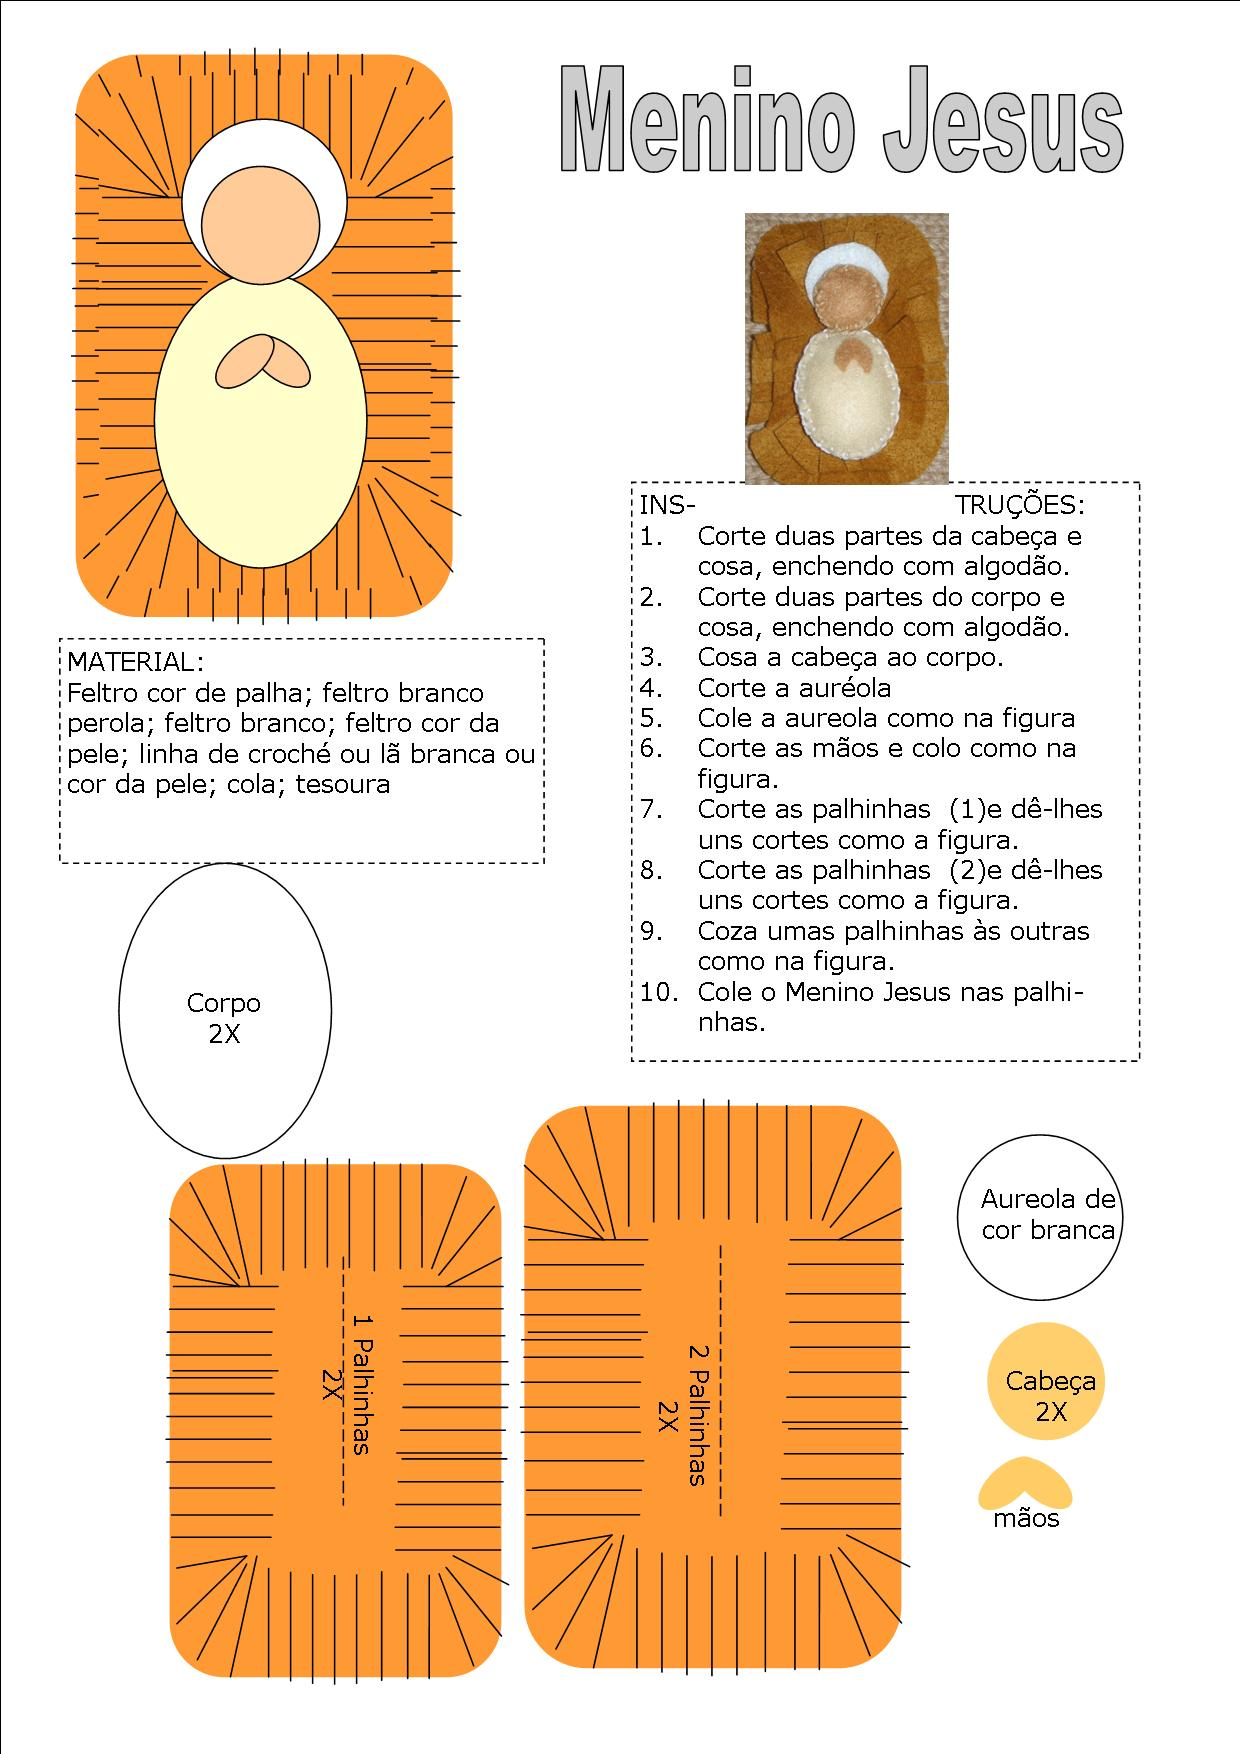 Menino Jesus
INS- TRUÇÕES:
1. Corte duas partes da cabeça e
cosa, enchendo com algodão.
2. Corte duas partes do corpo e
cosa, enchendo com algodão.
3. Cosa a cabeça ao corpo.
4. Corte a auréola
5. Cole a aureola como na figura
6. Corte as mãos e colo como na
figura.
7. Corte as palhinhas (1)e dê-lhes
uns cortes como a figura.
8. Corte as palhinhas (2)e dê-lhes
uns cortes como a figura.
9. Coza umas palhinhas às outras
como na figura.
10. Cole o Menino Jesus nas palhi-
nhas.
MATERIAL:
Feltro cor de palha; feltro branco
perola; feltro branco; feltro cor da
pele; linha de croché ou lã branca ou
cor da pele; cola; tesoura
Corpo
2X
1 Palhinhas
2X
2 Palhinhas
2X
Aureola de
cor branca
Cabeça
2X
mãos